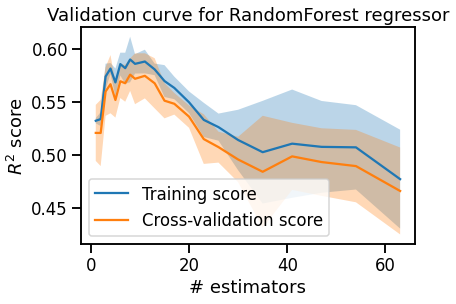 Validation curve for RandomForest regressor
0.60
0.55
0.50
0.45
R² score
Training score
Cross-validation score
0
20
40
60
# estimators